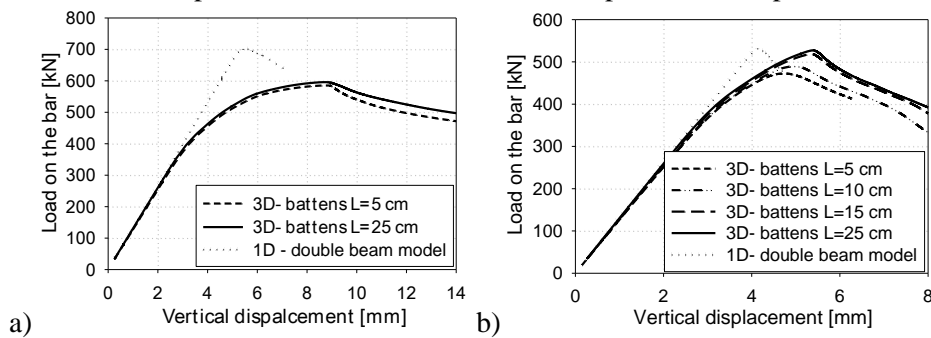 800
700
600
500
400
300
200
100
0
Load on the bar [kN]
3D- battens L=5 cm
3D- battens L=25 cm
1D - double beam model
0 2 4 6 8 10 12 14
Vertical dispalcement [mm]
a)
600
500
400
300
200
100
0
Load on the bar [kN]
3D- battens L=5 cm
3D- battens L=10 cm
3D- battens L=15 cm
3D- battens L=25 cm
1D- double beam model
0 2 4 6 8
Vertical displacement [mm]
b)